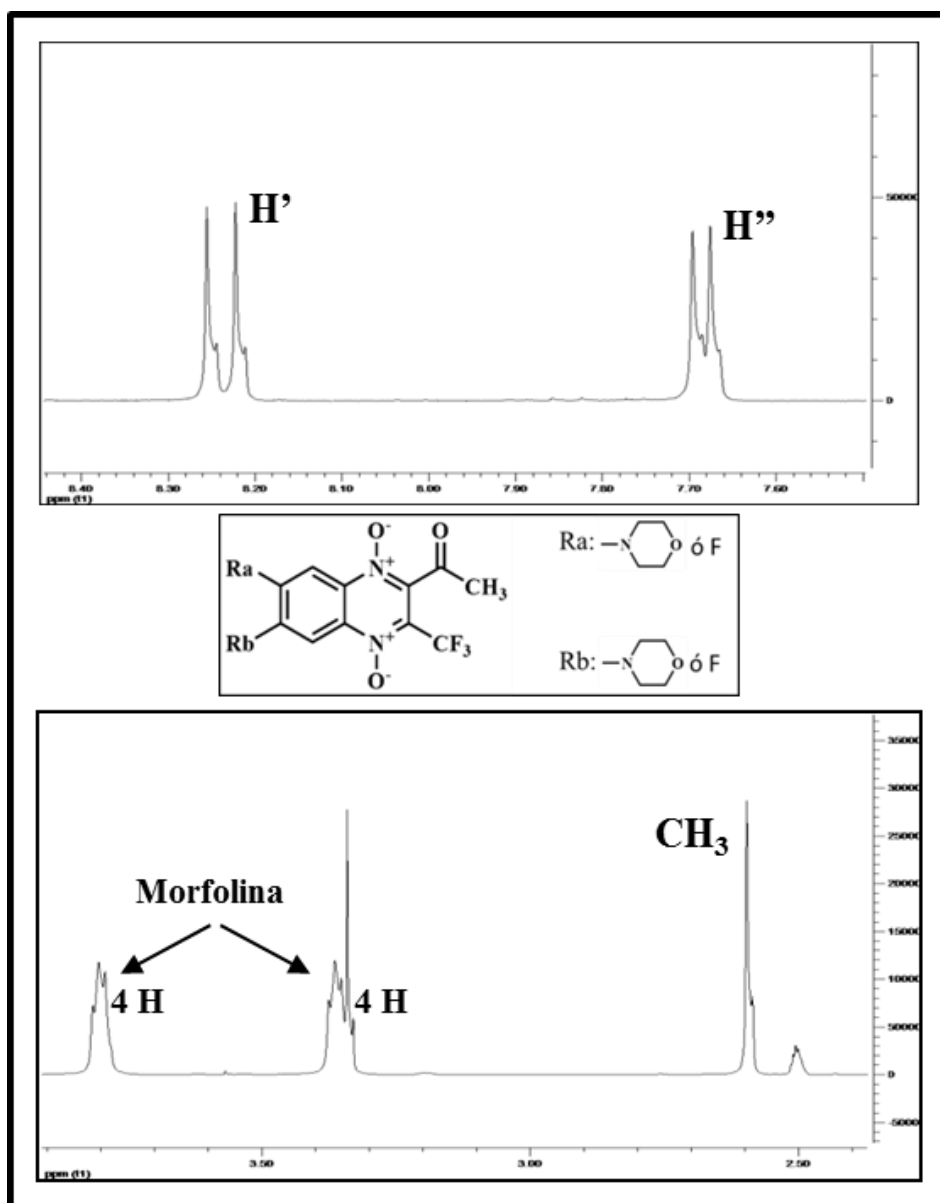 H’
H”
50000
0
8.40 8.30 8.20 8.10 8.00 7.90 7.80 7.70 7.60
ppm (f1)
O-
O
N+
CH3
Ra
Rb
N+
CF3
O-
Ra: N O ó F
Rb: N O ó F
35000
30000
25000
20000
15000
10000
5000
0
-5000
CH3
Morfolina
4 H
4 H
3.50 3.00 2.50
ppm (f1)